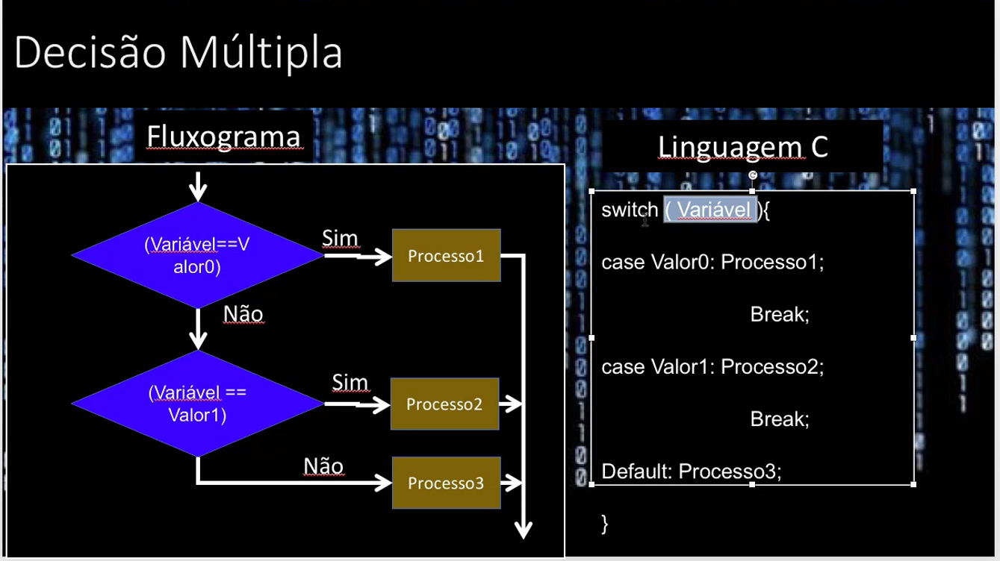 Decisão Múltipla
Fluxograma
(Variável==V
alor0)
Sim
Processo1
Não
(Variável ==
Valor1)
Sim
Processo2
Não
Processo3
Linguagem C
switch ( Variável ){
case Valor0: Processo1;
Break;
case Valor1: Processo2;
Break;
Default: Processo3;
}